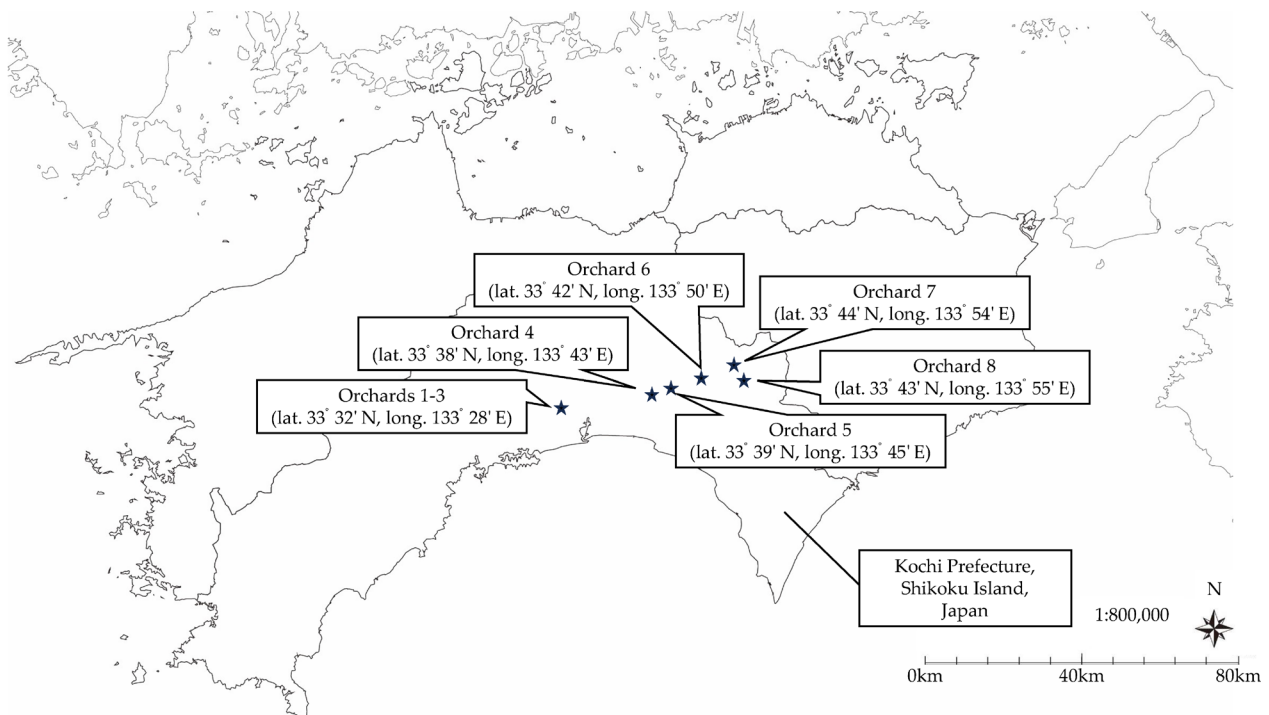 Orchard 6
(lat. 33° 42' N, long. 133° 50' E)
Orchard 7
(lat. 33° 44' N, long. 133° 54' E)
Orchard 4
(lat. 33° 38' N, long. 133° 43' E)
Orchard 8
(lat. 33° 43' N, long. 133° 55' E)
Orchards 1-3
(lat. 33° 32' N, long. 133° 28' E)
Orchard 5
(lat. 33° 39' N, long. 133° 45' E)
Kochi Prefecture,
Shikoku Island,
Japan
N
1:800,000
0km 40km 80km